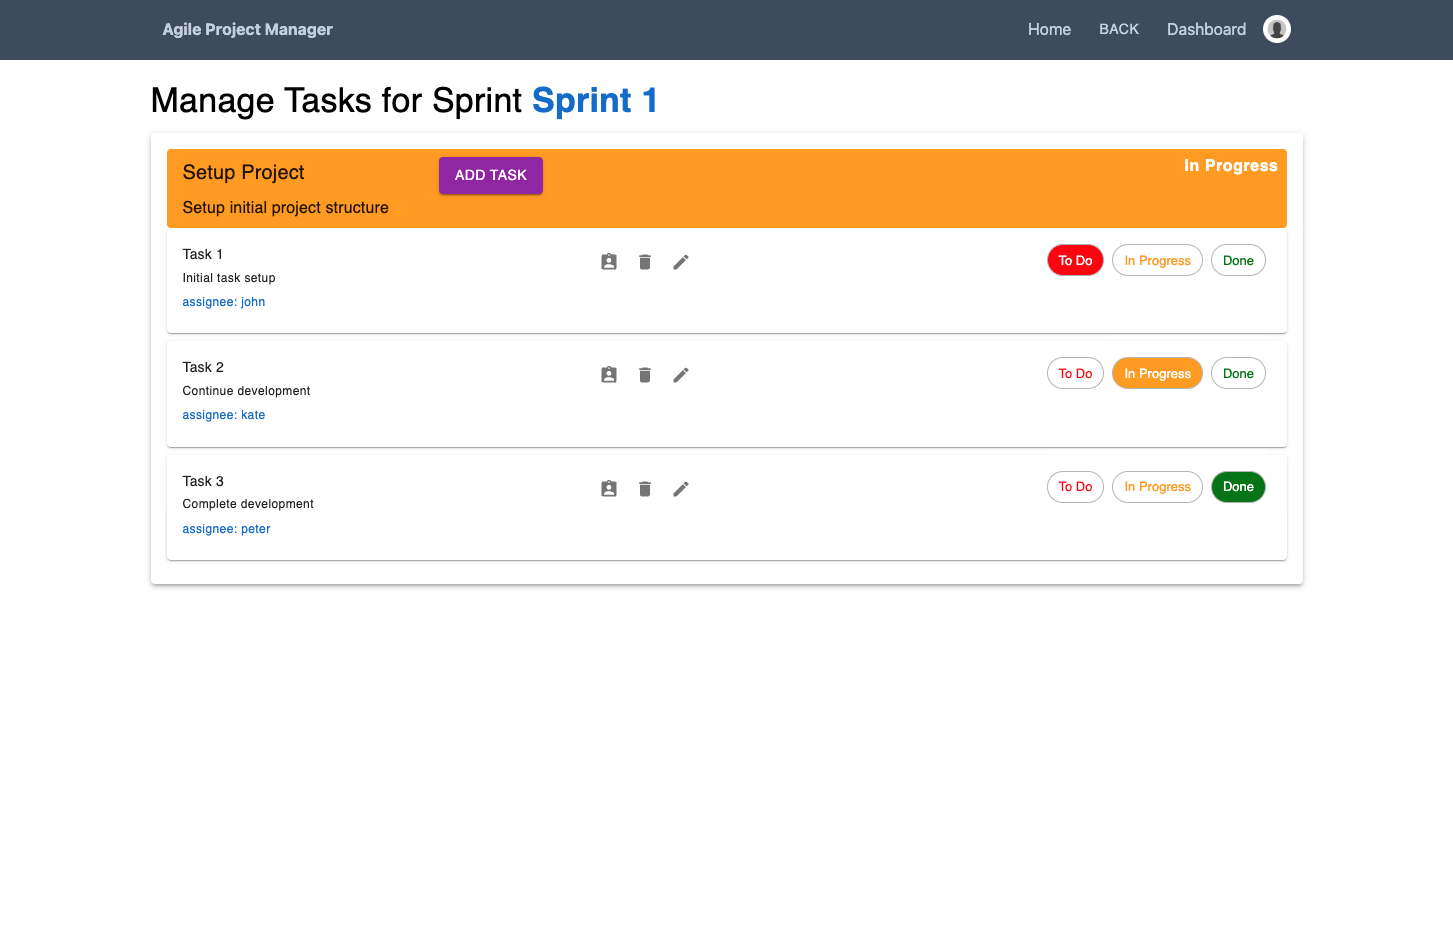 Agile Project Manager
Home BACK Dashboard
Manage Tasks for Sprint Sprint 1
Setup Project ADD TASK In Progress
Setup initial project structure
Task 1 To Do In Progress Done
Initial task setup
assignee: john
Task 2 To Do In Progress Done
Continue development
assignee: kate
Task 3 To Do In Progress Done
Complete development
assignee: peter